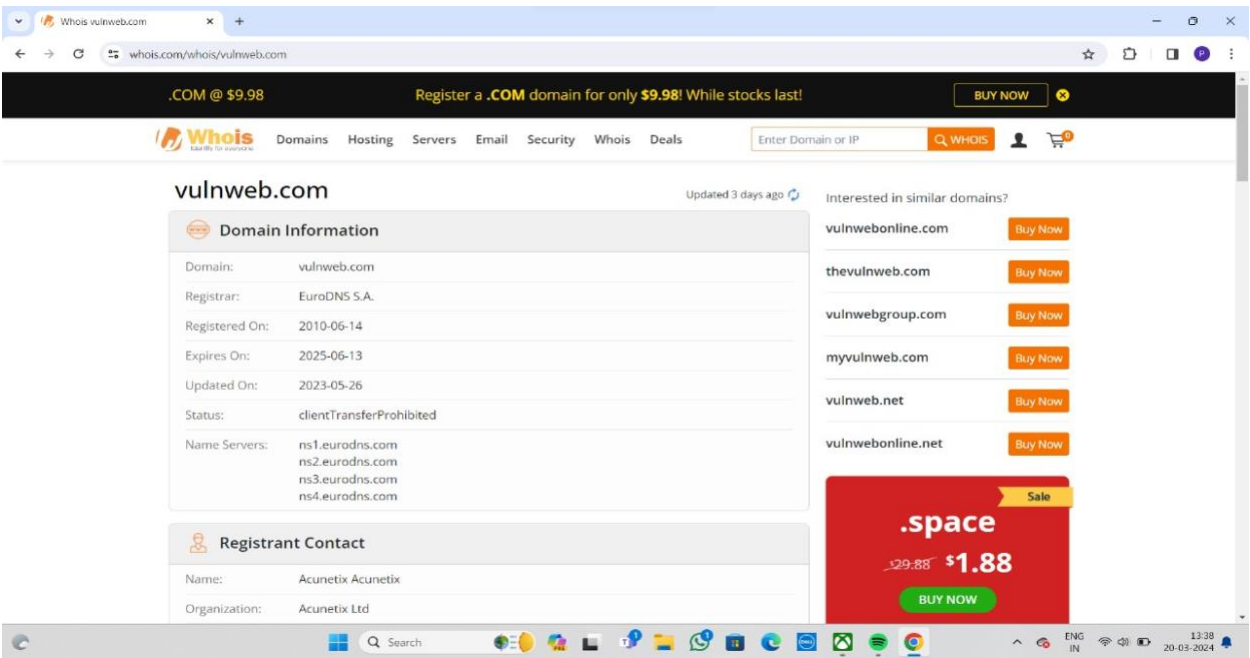 Whois vulnweb.com
whois.com/whois/vulnweb.com
P
.COM @ $9.98 Register a .COM domain for only $9.98! While stocks last! BUY NOW
Whois Domains Hosting Servers Email Security Whois Deals Enter Domain or IP WHOIS 0
Identity for everyone
vulnweb.com Updated 3 days ago
Domain Information
Domain: vulnweb.com
Registrar: EuroDNS S.A.
Registered On: 2010-06-14
Expires On: 2025-06-13
Updated On: 2023-05-26
Status: clientTransferProhibited
Name Servers: ns1.eurodns.com
ns2.eurodns.com
ns3.eurodns.com
ns4.eurodns.com
Registrant Contact
Name: Acunetix Acunetix
Organization: Acunetix Ltd
Interested in similar domains?
vulnwebonline.com Buy Now
thevulnweb.com Buy Now
vulnwebgroup.com Buy Now
myvulnweb.com Buy Now
vulnweb.net Buy Now
vulnwebonline.net Buy Now
Sale
.space
$29.88 $1.88
BUY NOW
Search ENG 13:38
IN 20-03-2024